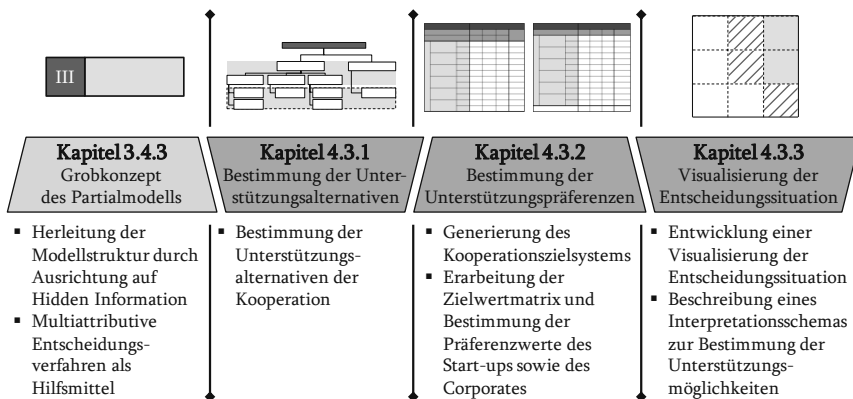 III
Kapitel 3.4.3
Grobkonzept
des Partialmodells
▪ Herleitung der
Modellstruktur durch
Ausrichtung auf
Hidden Information
▪ Multiattributive
Entscheidungs-
verfahren als
Hilfsmittel
Kapitel 4.3.1
Bestimmung der Unter-
stützungsalternativen
▪ Bestimmung der
Unterstützungs-
alternativen der
Kooperation
Kapitel 4.3.2
Bestimmung der
Unterstützungspräferenzen
▪ Generierung des
Kooperationszielsystems
▪ Erarbeitung der
Zielwertmatrix und
Bestimmung der
Präferenzwerte des
Start-ups sowie des
Corporates
Kapitel 4.3.3
Visualisierung der
Entscheidungssituation
▪ Entwicklung einer
Visualisierung der
Entscheidungssituation
▪ Beschreibung eines
Interpretationsschemas
zur Bestimmung der
Unterstützungs-
möglichkeiten